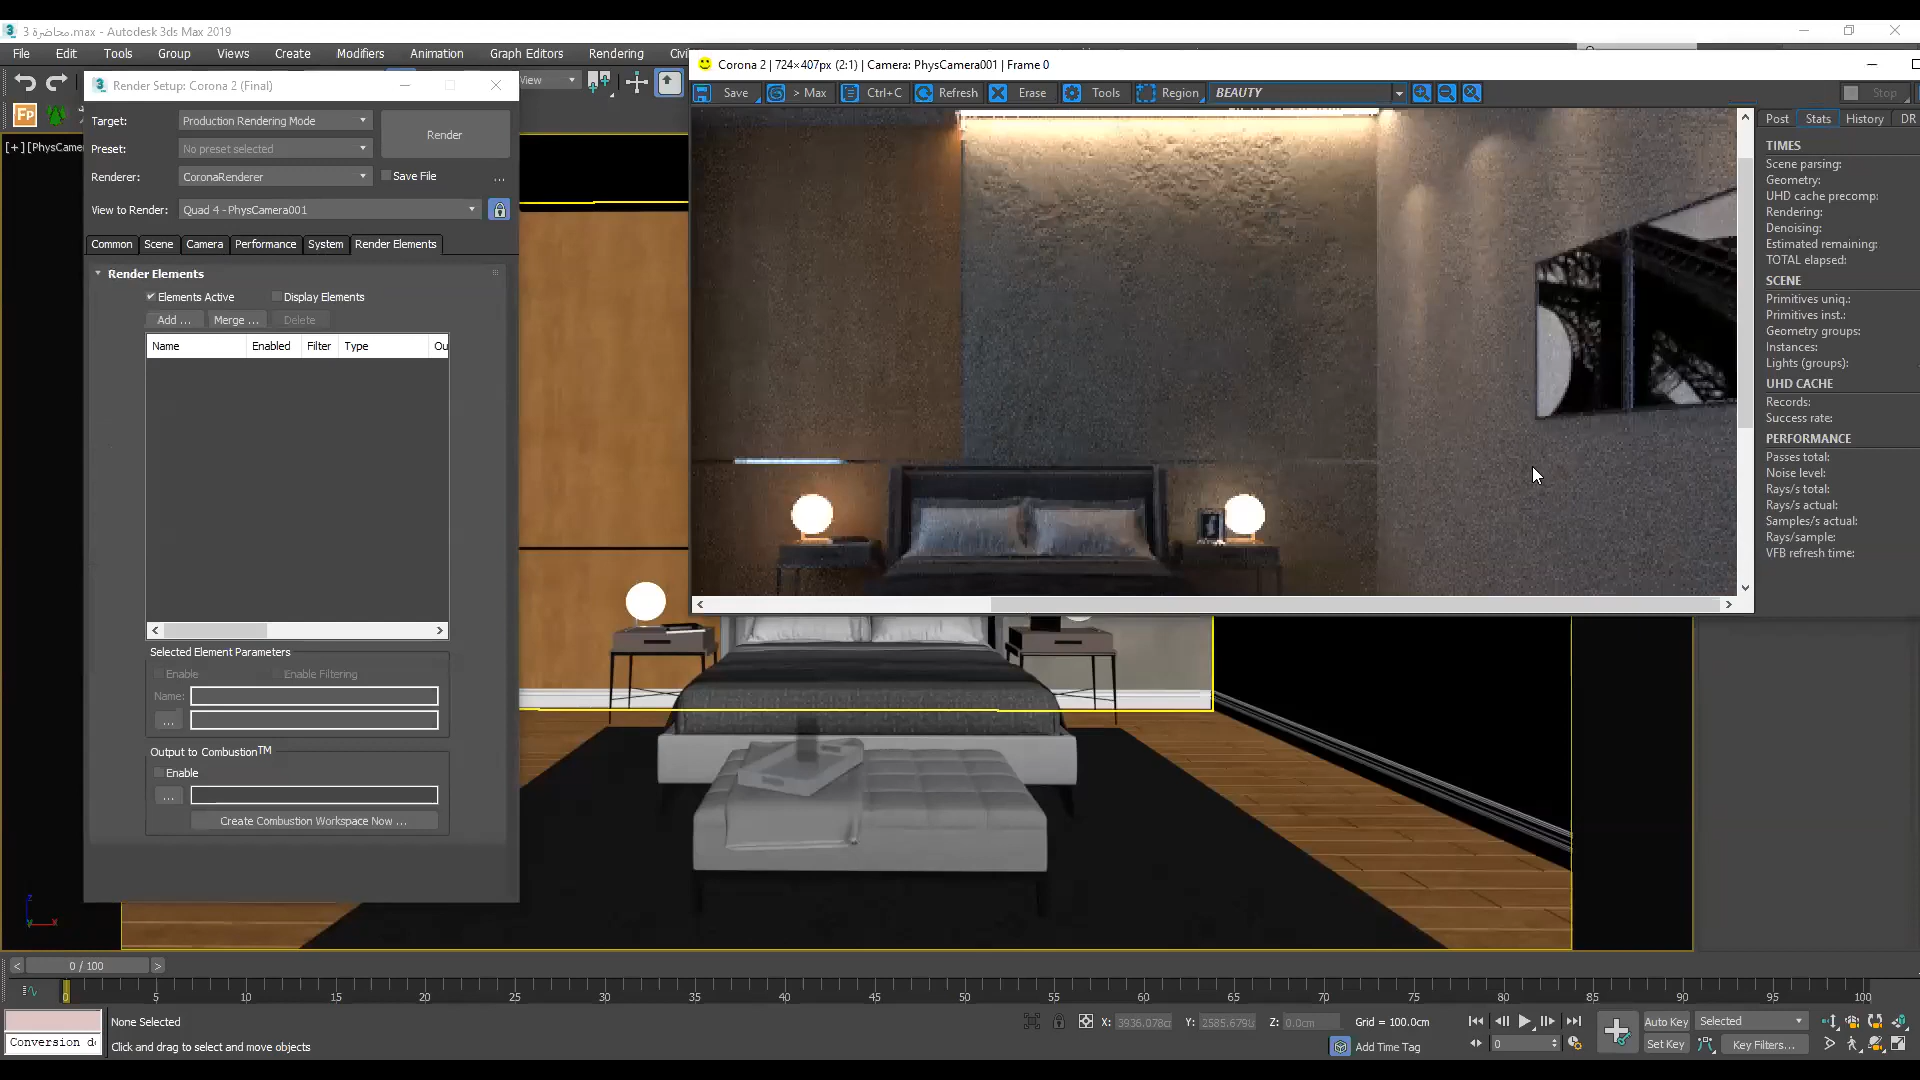 محاضرة 3.max - Autodesk 3ds Max 2019
File Edit Tools Group Views Create Modifiers Animation Graph Editors Rendering
Render Setup: Corona 2 (Final)
Target: Production Rendering Mode
Render
Preset: No preset selected
Renderer: CoronaRenderer
Save File
...
View to Render: Quad 4 - PhysCamera001
Common Scene Camera Performance System Render Elements
Render Elements
Elements Active Display Elements
Add ... Merge ... Delete
Name Enabled Filter Type Ou
Selected Element Parameters
Enable Enable Filtering
Name:
...
Output to Combustion™
Enable
...
Create Combustion Workspace Now ...
Fp
[+][PhysCame
View
Corona 2 | 724×407px (2:1) | Camera: PhysCamera001 | Frame 0
Save > Max Ctrl+C Refresh Erase Tools Region BEAUTY Stop
Post Stats History DR
TIMES
Scene parsing:
Geometry:
UHD cache precomp:
Rendering:
Denoising:
Estimated remaining:
TOTAL elapsed:
SCENE
Primitives uniq.:
Primitives inst.:
Geometry groups:
Instances:
Lights (groups):
UHD CACHE
Records:
Success rate:
PERFORMANCE
Passes total:
Noise level:
Rays/s total:
Rays/s actual:
Samples/s actual:
Rays/sample:
VFB refresh time:
0 / 100
0 5 10 15 20 25 30 35 40 45 50 55 60 65 70 75 80 85 90 95 100
None Selected
X: 3936.078cm Y: 2585.679cm Z: 0.0cm Grid = 100.0cm
Auto Key Selected
Conversion de
Click and drag to select and move objects
Add Time Tag
0
Set Key Key Filters...